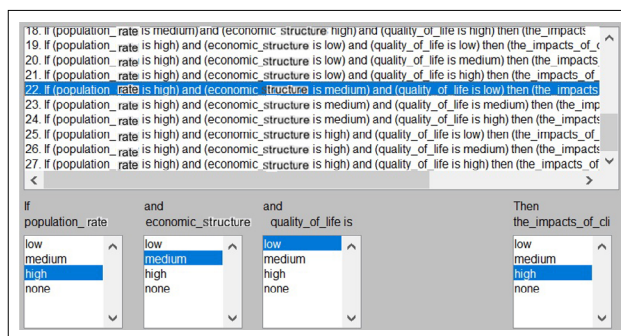 18. If (population_ rate is medium) and (economic structure high) and (quality_of_life is high) then (the_impacts
19. If (population_ rate is high) and (economic_structure is low) and (quality_of_life is low) then (the_impacts_of_c
20. If (population_ rate is high) and (economic_structure is low) and (quality_of_life is medium) then (the_impacts
21. If (population_ rate is high) and (economic_structure is low) and (quality_of_life is high) then (the_impacts_of_
22. If (population_ rate is high) and (economic_structure is medium) and (quality_of_life is low) then (the_impacts
23. If (population_ rate is high) and (economic_structure is medium) and (quality_of_life is medium) then (the_imp
24. If (population_ rate is high) and (economic_structure is medium) and (quality_of_life is high) then (the_impacts
25. If (population_ rate is high) and (economic_structure is high) and (quality_of_life is low) then (the_impacts_of_
26. If (population_ rate is high) and (economic_structure is high) and (quality_of_life is medium) then (the_impacts
27. If (population_ rate is high) and (economic_structure is high) and (quality_of_life is high) then (the_impacts_of
If and and Then
population_ rate economic_structure quality_of_life is the_impacts_of_cli
low low low low
medium medium medium medium
high high high high
none none none none